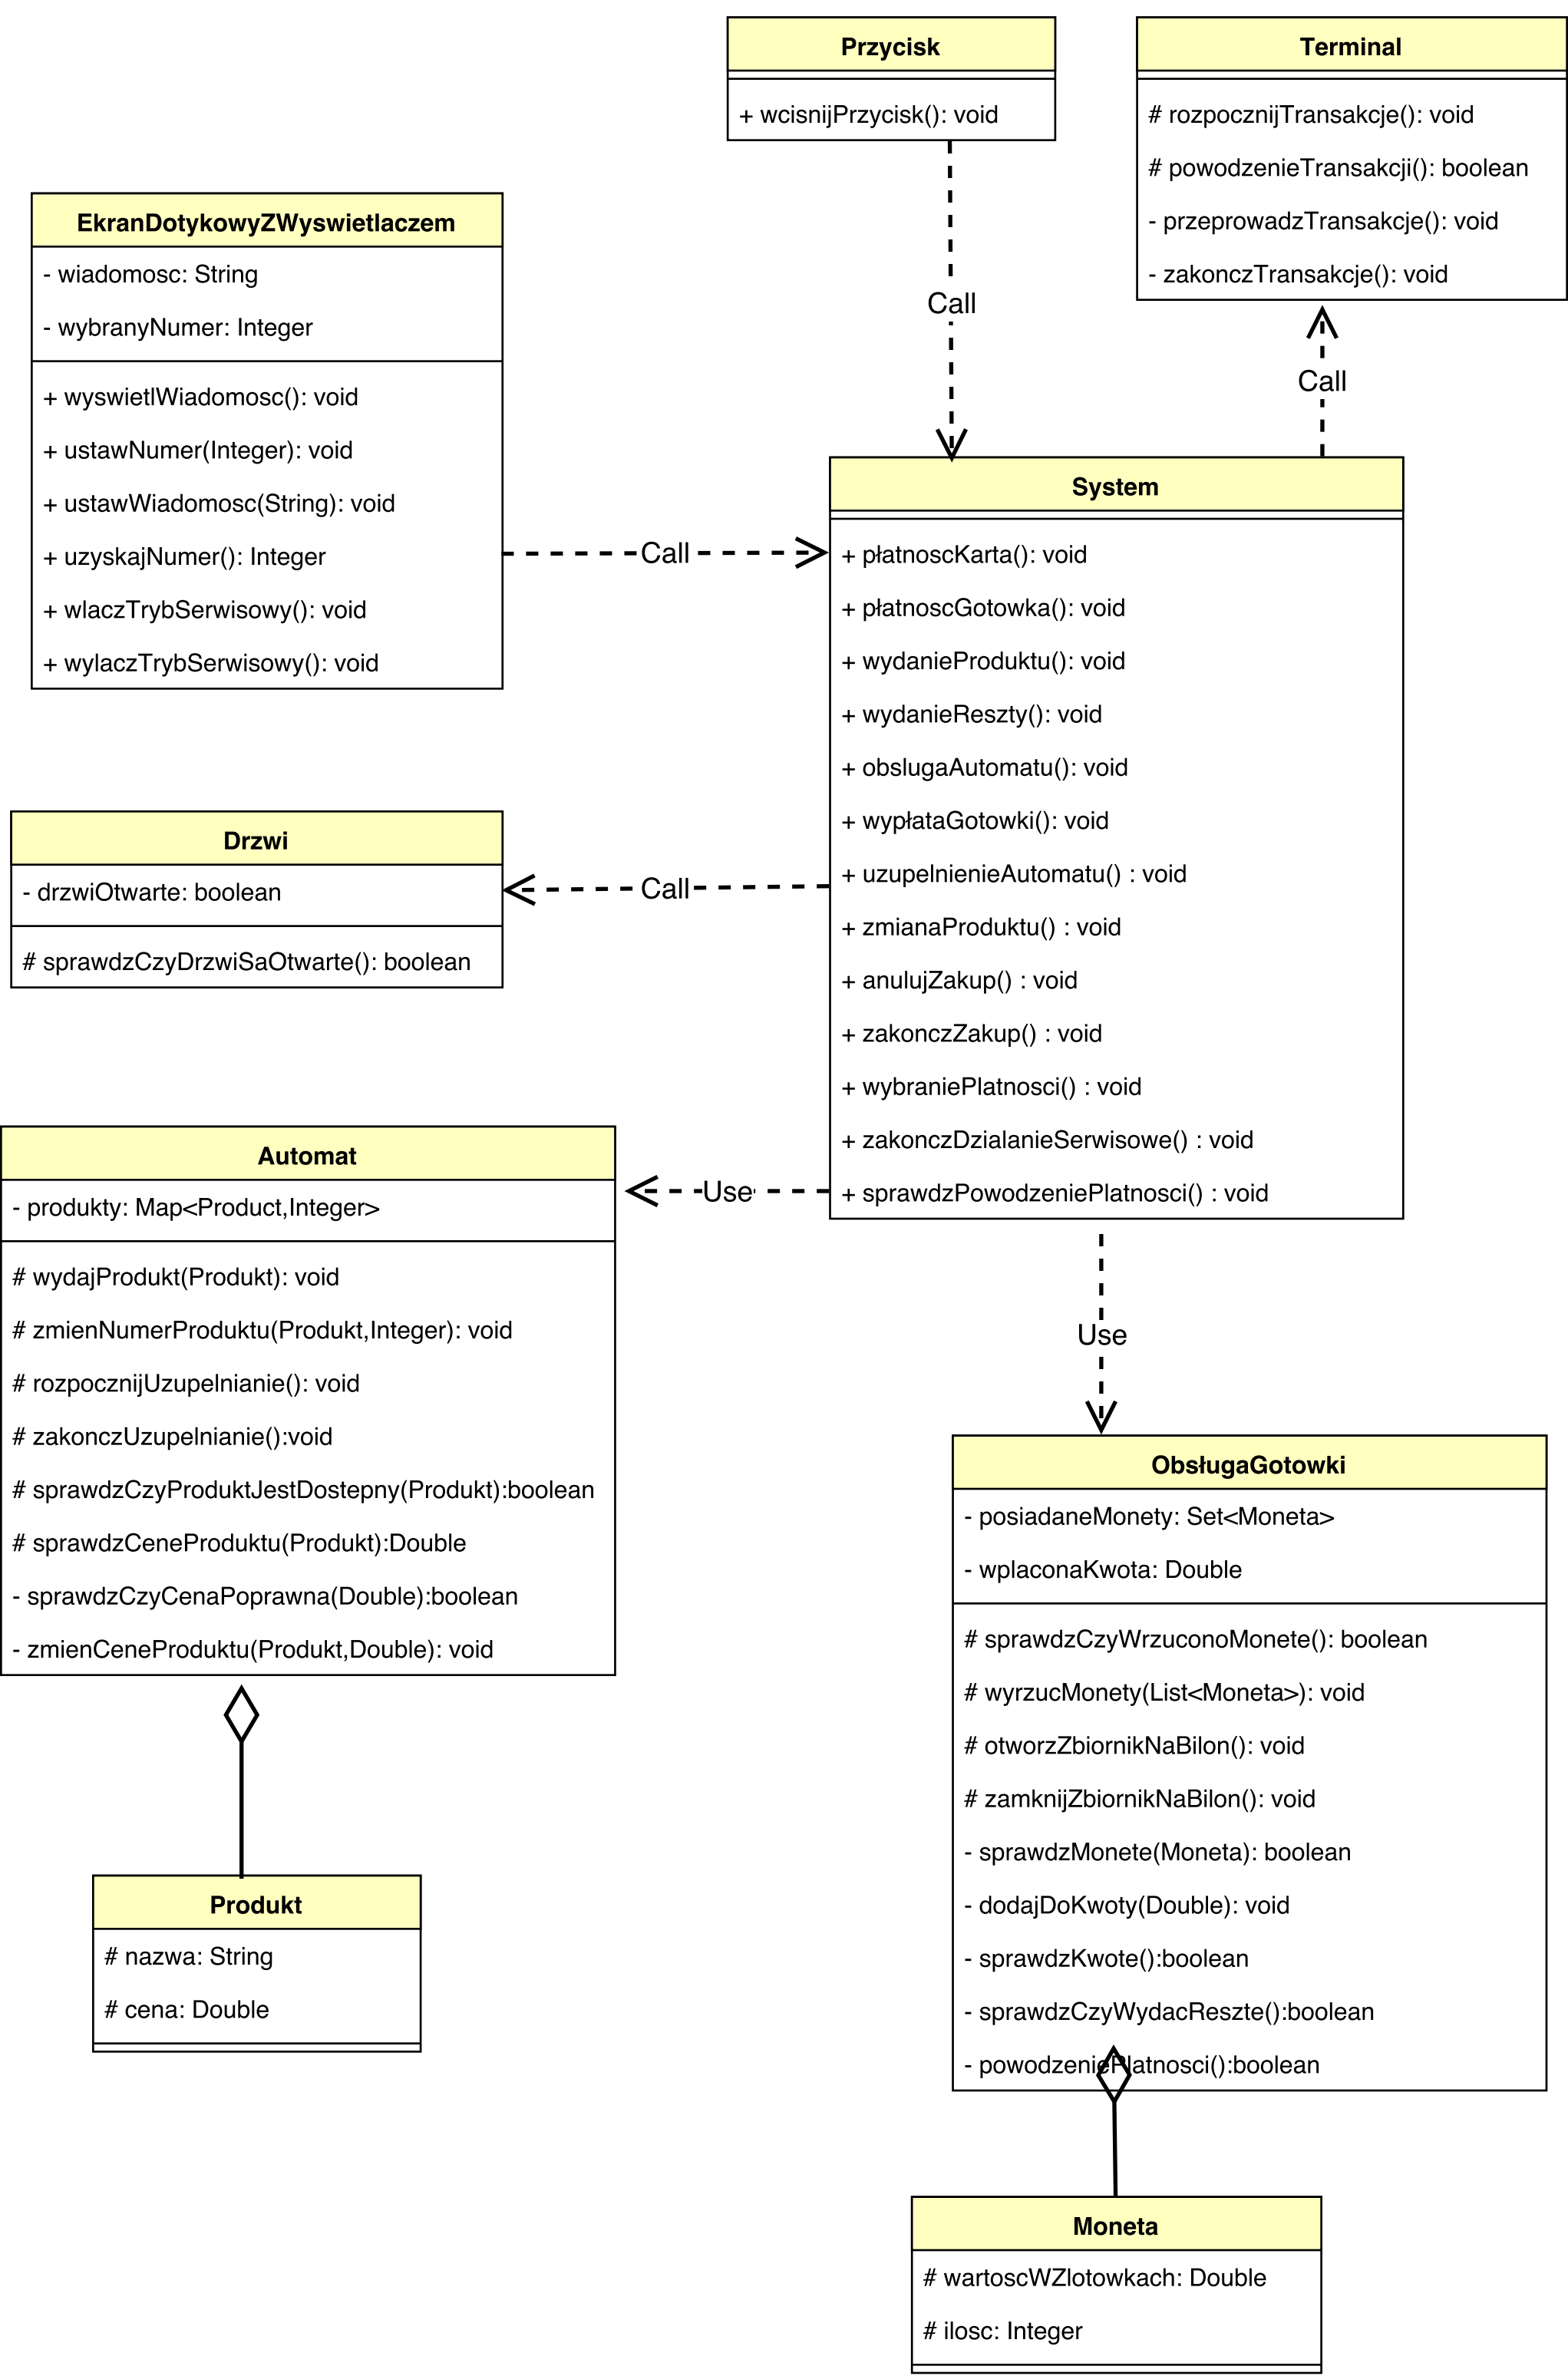 Przycisk
+ wcisnijPrzycisk(): void
Terminal
# rozpocznijTransakcje(): void
# powodzenieTransakcji(): boolean
- przeprowadzTransakcje(): void
- zakonczTransakcje(): void
EkranDotykowyZWyswietlaczem
- wiadomosc: String
- wybranyNumer: Integer
+ wyswietlWiadomosc(): void
+ ustawNumer(Integer): void
+ ustawWiadomosc(String): void
+ uzyskajNumer(): Integer
+ wlaczTrybSerwisowy(): void
+ wylaczTrybSerwisowy(): void
Call
Call
Call
System
+ płatnoscKarta(): void
+ płatnoscGotowka(): void
+ wydanieProduktu(): void
+ wydanieReszty(): void
+ obslugaAutomatu(): void
+ wypłataGotowki(): void
+ uzupelnienieAutomatu() : void
+ zmianaProduktu() : void
+ anulujZakup() : void
+ zakonczZakup() : void
+ wybraniePlatnosci() : void
+ zakonczDzialanieSerwisowe() : void
+ sprawdzPowodzeniePlatnosci() : void
Drzwi
- drzwiOtwarte: boolean
# sprawdzCzyDrzwiSaOtwarte(): boolean
Call
Automat
- produkty: Map<Product,Integer>
# wydajProdukt(Produkt): void
# zmienNumerProduktu(Produkt,Integer): void
# rozpocznijUzupelnianie(): void
# zakonczUzupelnianie():void
# sprawdzCzyProduktJestDostepny(Produkt):boolean
# sprawdzCeneProduktu(Produkt):Double
- sprawdzCzyCenaPoprawna(Double):boolean
- zmienCeneProduktu(Produkt,Double): void
Use
Use
ObsługaGotowki
- posiadaneMonety: Set<Moneta>
- wplaconaKwota: Double
# sprawdzCzyWrzuconoMonete(): boolean
# wyrzucMonety(List<Moneta>): void
# otworzZbiornikNaBilon(): void
# zamknijZbiornikNaBilon(): void
- sprawdzMonete(Moneta): boolean
- dodajDoKwoty(Double): void
- sprawdzKwote():boolean
- sprawdzCzyWydacReszte():boolean
- powodzeniePlatnosci():boolean
Produkt
# nazwa: String
# cena: Double
Moneta
# wartoscWZlotowkach: Double
# ilosc: Integer